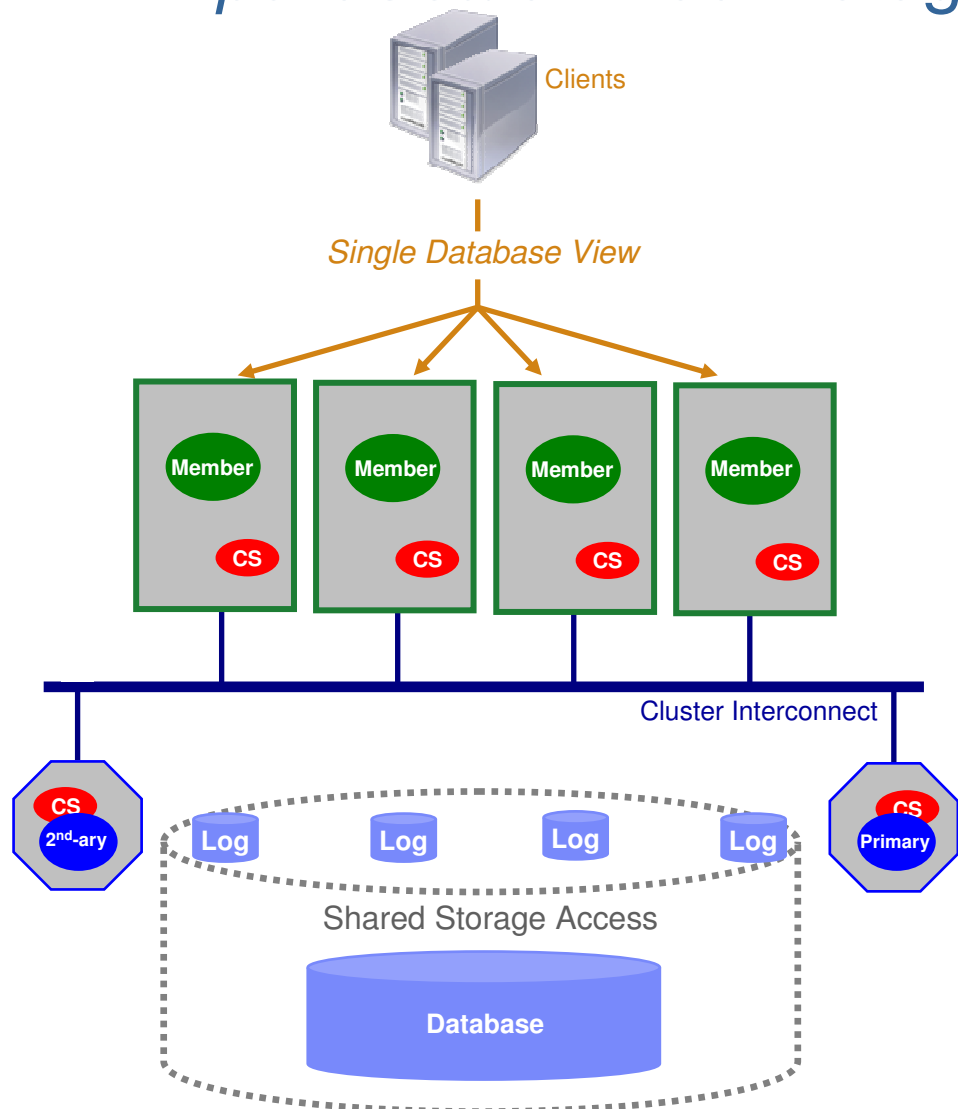 Clients
Single Database View
Member Member Member Member
CS CS CS CS
Cluster Interconnect
CS CS
2nd-ary Log Log Log Log Primary
Shared Storage Access
Database